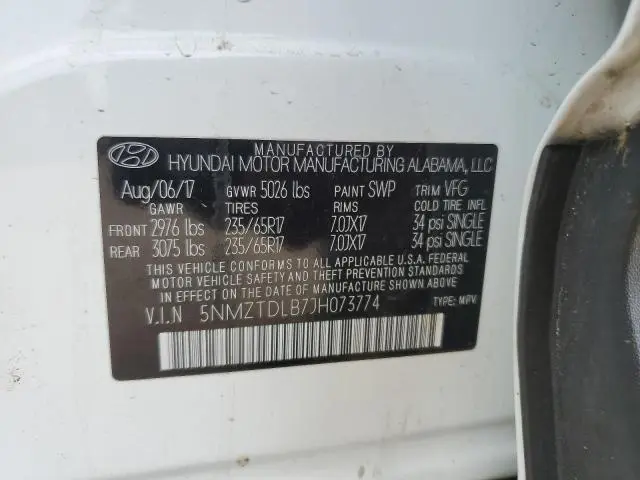 MANUFACTURED BY
HYUNDAI MOTOR MANUFACTURING ALABAMA, LLC
Aug/06/17 GVWR 5026 lbs PAINT SWP TRIM VFG
GAWR TIRES RIMS COLD TIRE INFL
FRONT 2976 lbs 235/65R17 7.0JX17 34 psi SINGLE
REAR 3075 lbs 235/65R17 7.0JX17 34 psi SINGLE
THIS VEHICLE CONFORMS TO ALL APPLICABLE U.S.A. FEDERAL
MOTOR VEHICLE SAFETY AND THEFT PREVENTION STANDARDS
IN EFFECT ON THE DATE OF MANUFACTURE SHOWN ABOVE.
V.I.N 5NMZTDLB7JH073774 TYPE: MPV